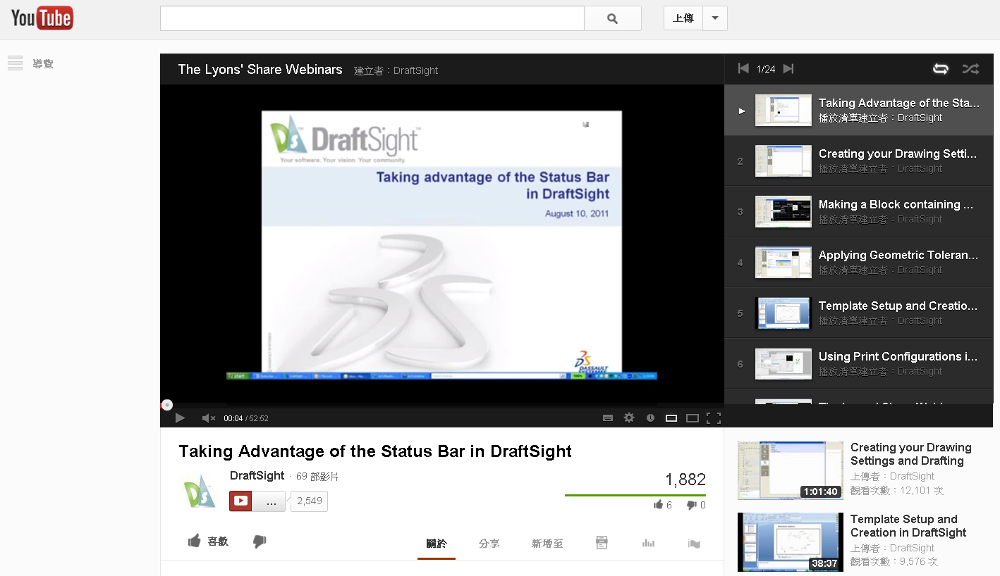 YouTube
上傳
導覽
The Lyons' Share Webinars 建立者：DraftSight
1/24
DraftSight™
Your software. Your vision. Your community.
Taking advantage of the Status Bar
in DraftSight
August 10, 2011
DASSAULT
SYSTEMES
start
100%
00:04 / 52:52
Taking Advantage of the Sta...
播放清單建立者：DraftSight
2
Creating your Drawing Setti...
播放清單建立者：DraftSight
3
Making a Block containing ...
播放清單建立者：DraftSight
4
Applying Geometric Toleran...
播放清單建立者：DraftSight
5
Template Setup and Creatio...
播放清單建立者：DraftSight
6
Using Print Configurations i...
播放清單建立者：DraftSight
Taking Advantage of the Status Bar in DraftSight
DraftSight · 69 部影片
... 2,549
1,882
6 0
喜歡
關於 分享 新增至
Creating your Drawing
Settings and Drafting
上傳者：DraftSight
觀看次數：12,101 次
1:01:40
Template Setup and
Creation in DraftSight
上傳者：DraftSight
觀看次數：9,576 次
38:37